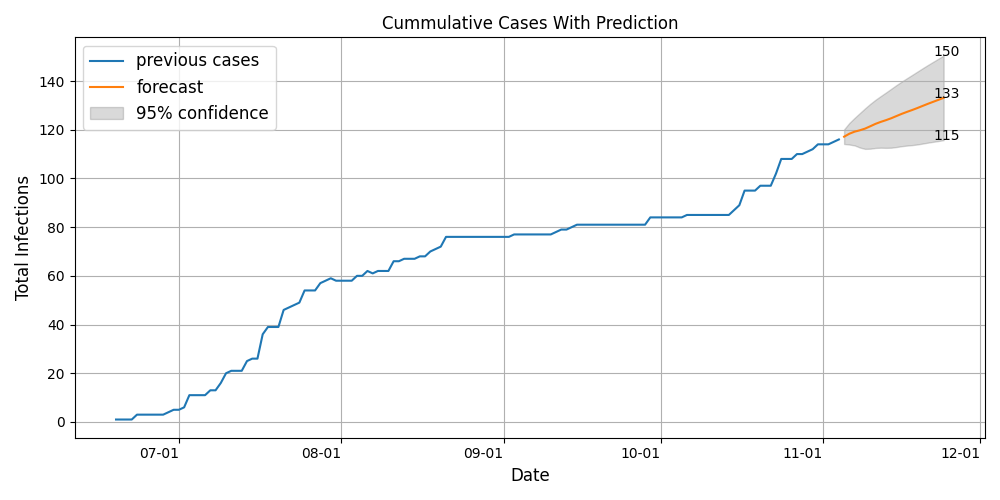 Cummulative Cases With Prediction
previous cases
forecast
95% confidence
150
133
115
140
120
100
80
60
40
20
0
Total Infections
07-01
08-01
09-01
10-01
11-01
12-01
Date